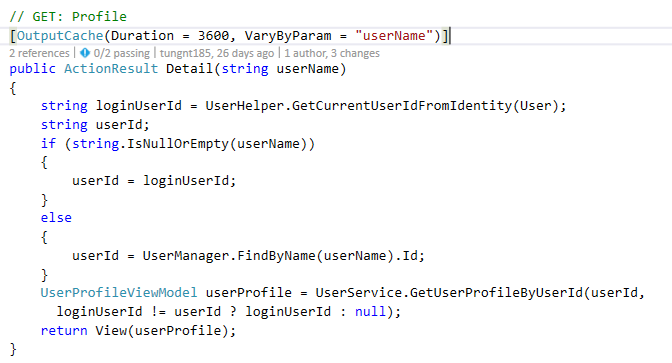 // GET: Profile
[OutputCache(Duration = 3600, VaryByParam = "userName")]
2 references | 0/2 passing | tungnt185, 26 days ago | 1 author, 3 changes
public ActionResult Detail(string userName)
{
    string loginUserId = UserHelper.GetCurrentUserIdFromIdentity(User);
    string userId;
    if (string.IsNullOrEmpty(userName))
    {
        userId = loginUserId;
    }
    else
    {
        userId = UserManager.FindByName(userName).Id;
    }
    UserProfileViewModel userProfile = UserService.GetUserProfileByUserId(userId,
      loginUserId != userId ? loginUserId : null);
    return View(userProfile);
}